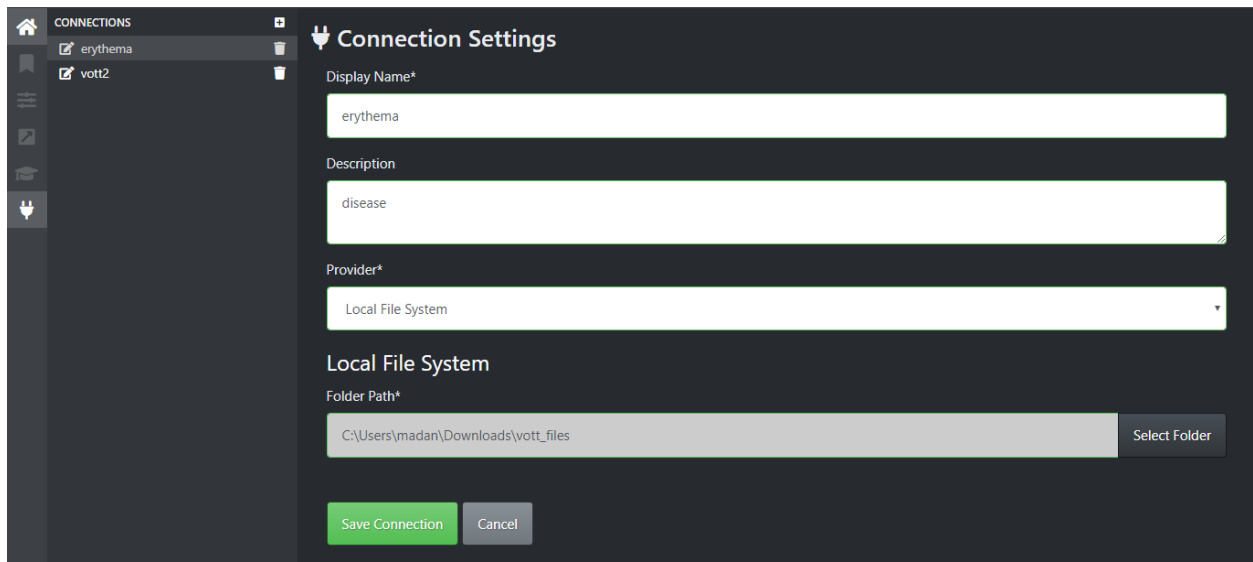 CONNECTIONS
erythema
vott2
Connection Settings
Display Name*
erythema
Description
disease
Provider*
Local File System
Local File System
Folder Path*
C:\Users\madan\Downloads\vott_files
Select Folder
Save Connection
Cancel